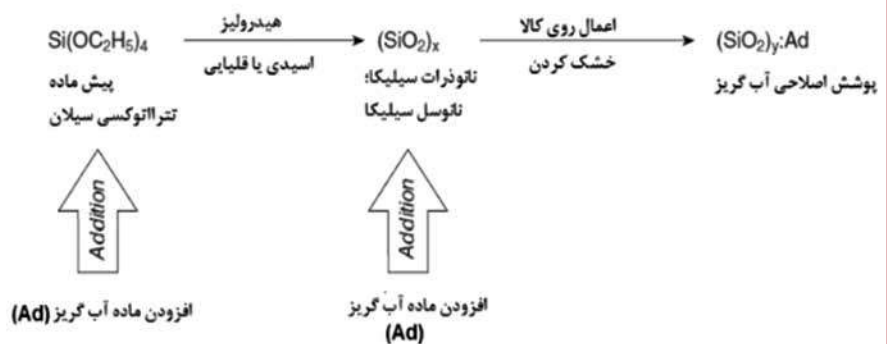 Si(OC₂H₅)₄
پیش ماده
تترااتوکسی سیلان
هیدرولیز
اسیدی یا قلیایی
(SiO₂)ₓ
نانوذرات سیلیکا؛
نانوسل سیلیکا
اعمال روی کالا
خشک کردن
(SiO₂)ᵧ:Ad
پوشش اصلاحی آب گریز
Addition
Addition
افزودن ماده آب گریز (Ad)
افزودن ماده آب گریز
(Ad)